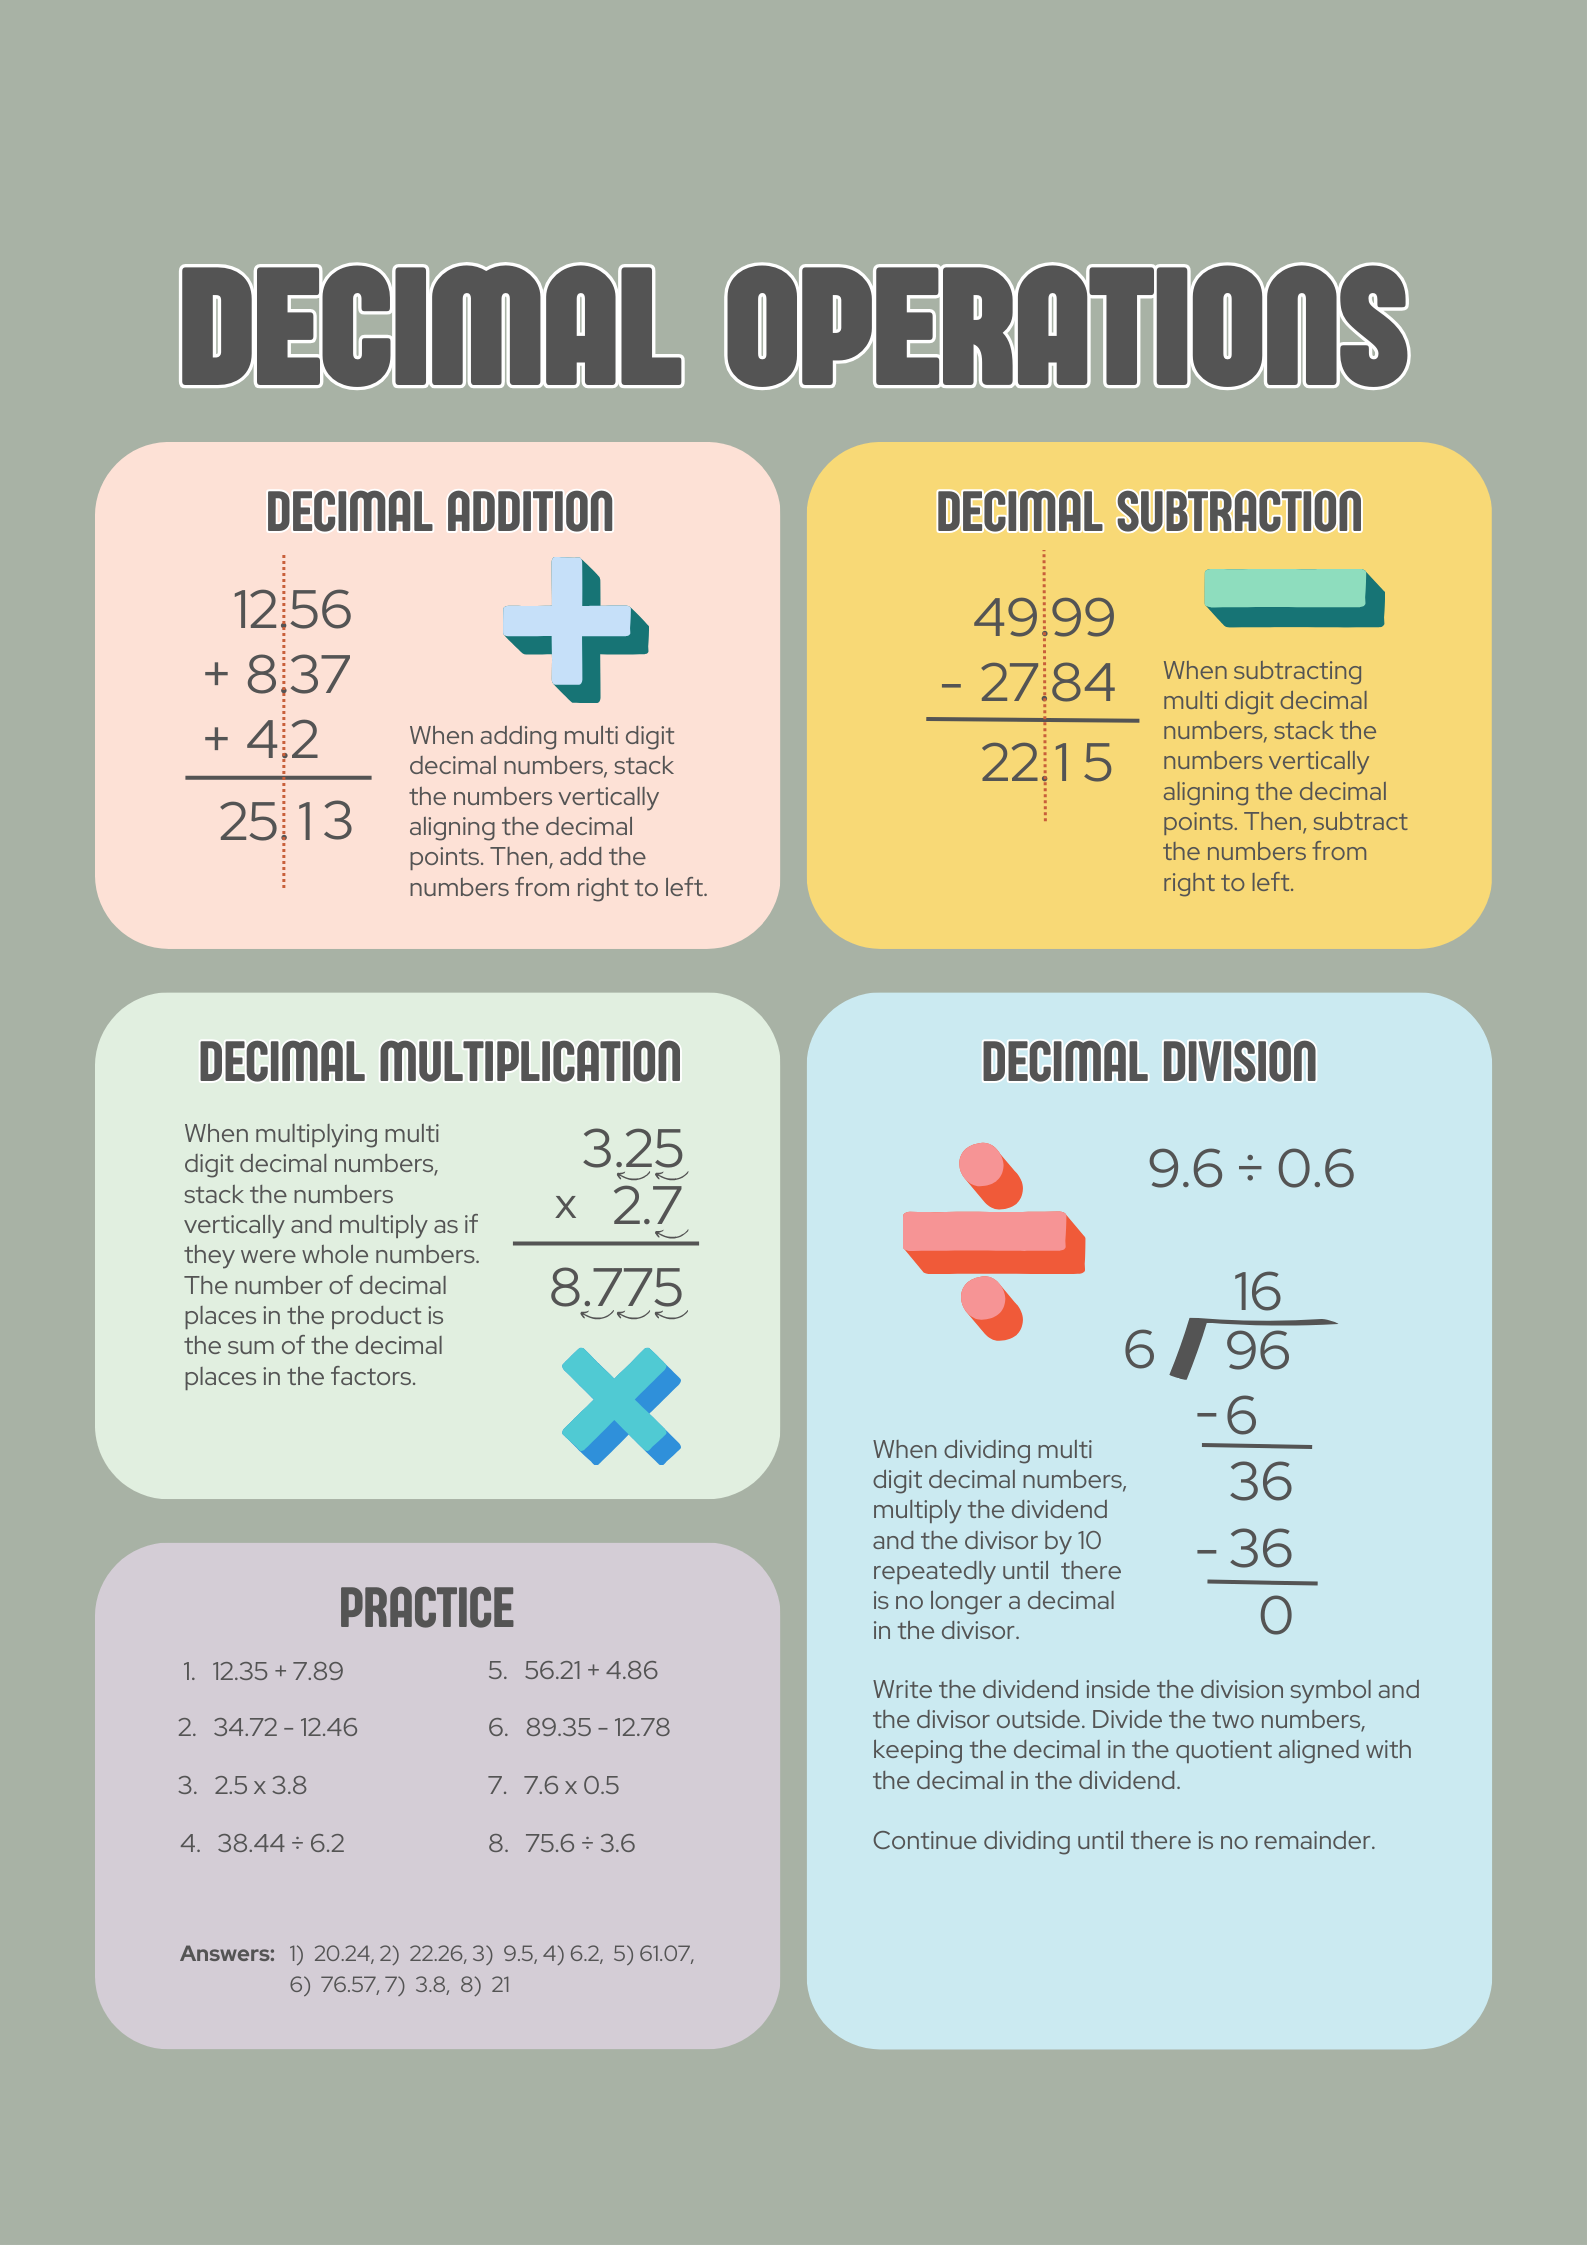 DECIMAL OPERATIONS
DECIMAL ADDITION
12.56
+ 8.37
+ 4.2
25.13
When adding multi digit
decimal numbers, stack
the numbers vertically
aligning the decimal
points. Then, add the
numbers from right to left.
DECIMAL SUBTRACTION
49.99
- 27.84
22.15
When subtracting
multi digit decimal
numbers, stack the
numbers vertically
aligning the decimal
points. Then, subtract
the numbers from
right to left.
DECIMAL MULTIPLICATION
When multiplying multi
digit decimal numbers,
stack the numbers
vertically and multiply as if
they were whole numbers.
The number of decimal
places in the product is
the sum of the decimal
places in the factors.
3.25
x 2.7
8.775
DECIMAL DIVISION
9.6 ÷ 0.6
16
6 96
-6
36
-36
0
When dividing multi
digit decimal numbers,
multiply the dividend
and the divisor by 10
repeatedly until there
is no longer a decimal
in the divisor.
Write the dividend inside the division symbol and
the divisor outside. Divide the two numbers,
keeping the decimal in the quotient aligned with
the decimal in the dividend.
Continue dividing until there is no remainder.
PRACTICE
1. 12.35 + 7.89
2. 34.72 - 12.46
3. 2.5 x 3.8
4. 38.44 ÷ 6.2
5. 56.21 + 4.86
6. 89.35 - 12.78
7. 7.6 x 0.5
8. 75.6 ÷ 3.6
Answers: 1) 20.24, 2) 22.26, 3) 9.5, 4) 6.2, 5) 61.07,
6) 76.57, 7) 3.8, 8) 21